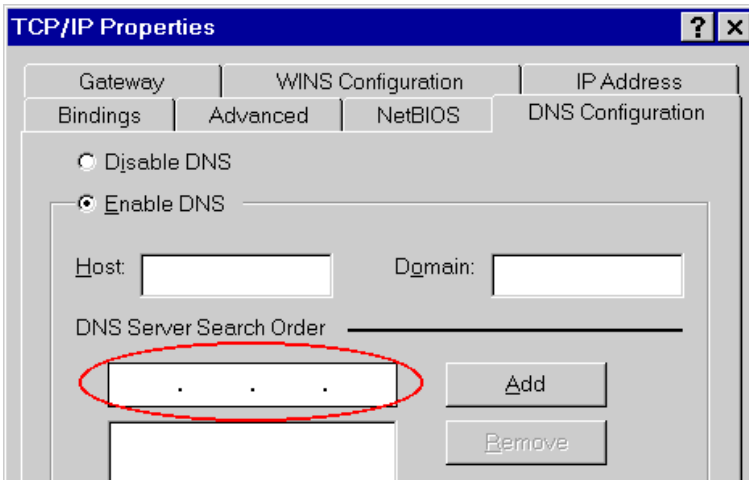 TCP/IP Properties ? ×
Gateway WINS Configuration IP Address
Bindings Advanced NetBIOS DNS Configuration
Disable DNS
Enable DNS
Host: Domain:
DNS Server Search Order
. . .
Add
Remove